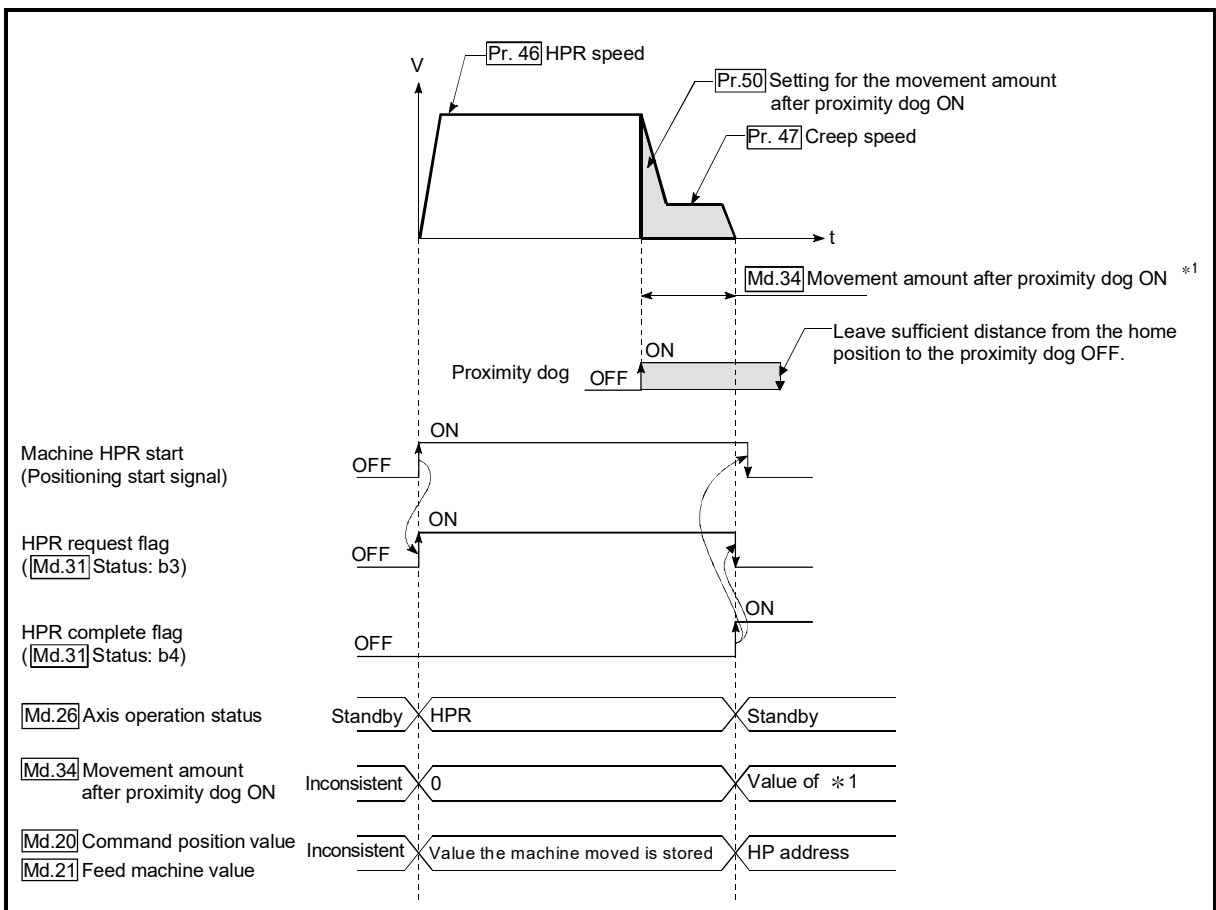 V
Pr. 46 HPR speed
Pr.50 Setting for the movement amount
after proximity dog ON
Pr. 47 Creep speed
t
Md.34 Movement amount after proximity dog ON *1
Leave sufficient distance from the home
position to the proximity dog OFF.
ON
Proximity dog OFF
ON
Machine HPR start
(Positioning start signal)
OFF
ON
HPR request flag
( Md.31 Status: b3)
OFF
ON
HPR complete flag
( Md.31 Status: b4)
OFF
Md.26 Axis operation status Standby HPR Standby
Md.34 Movement amount
after proximity dog ON
Inconsistent 0 Value of *1
Md.20 Command position value
Md.21 Feed machine value
Inconsistent Value the machine moved is stored HP address